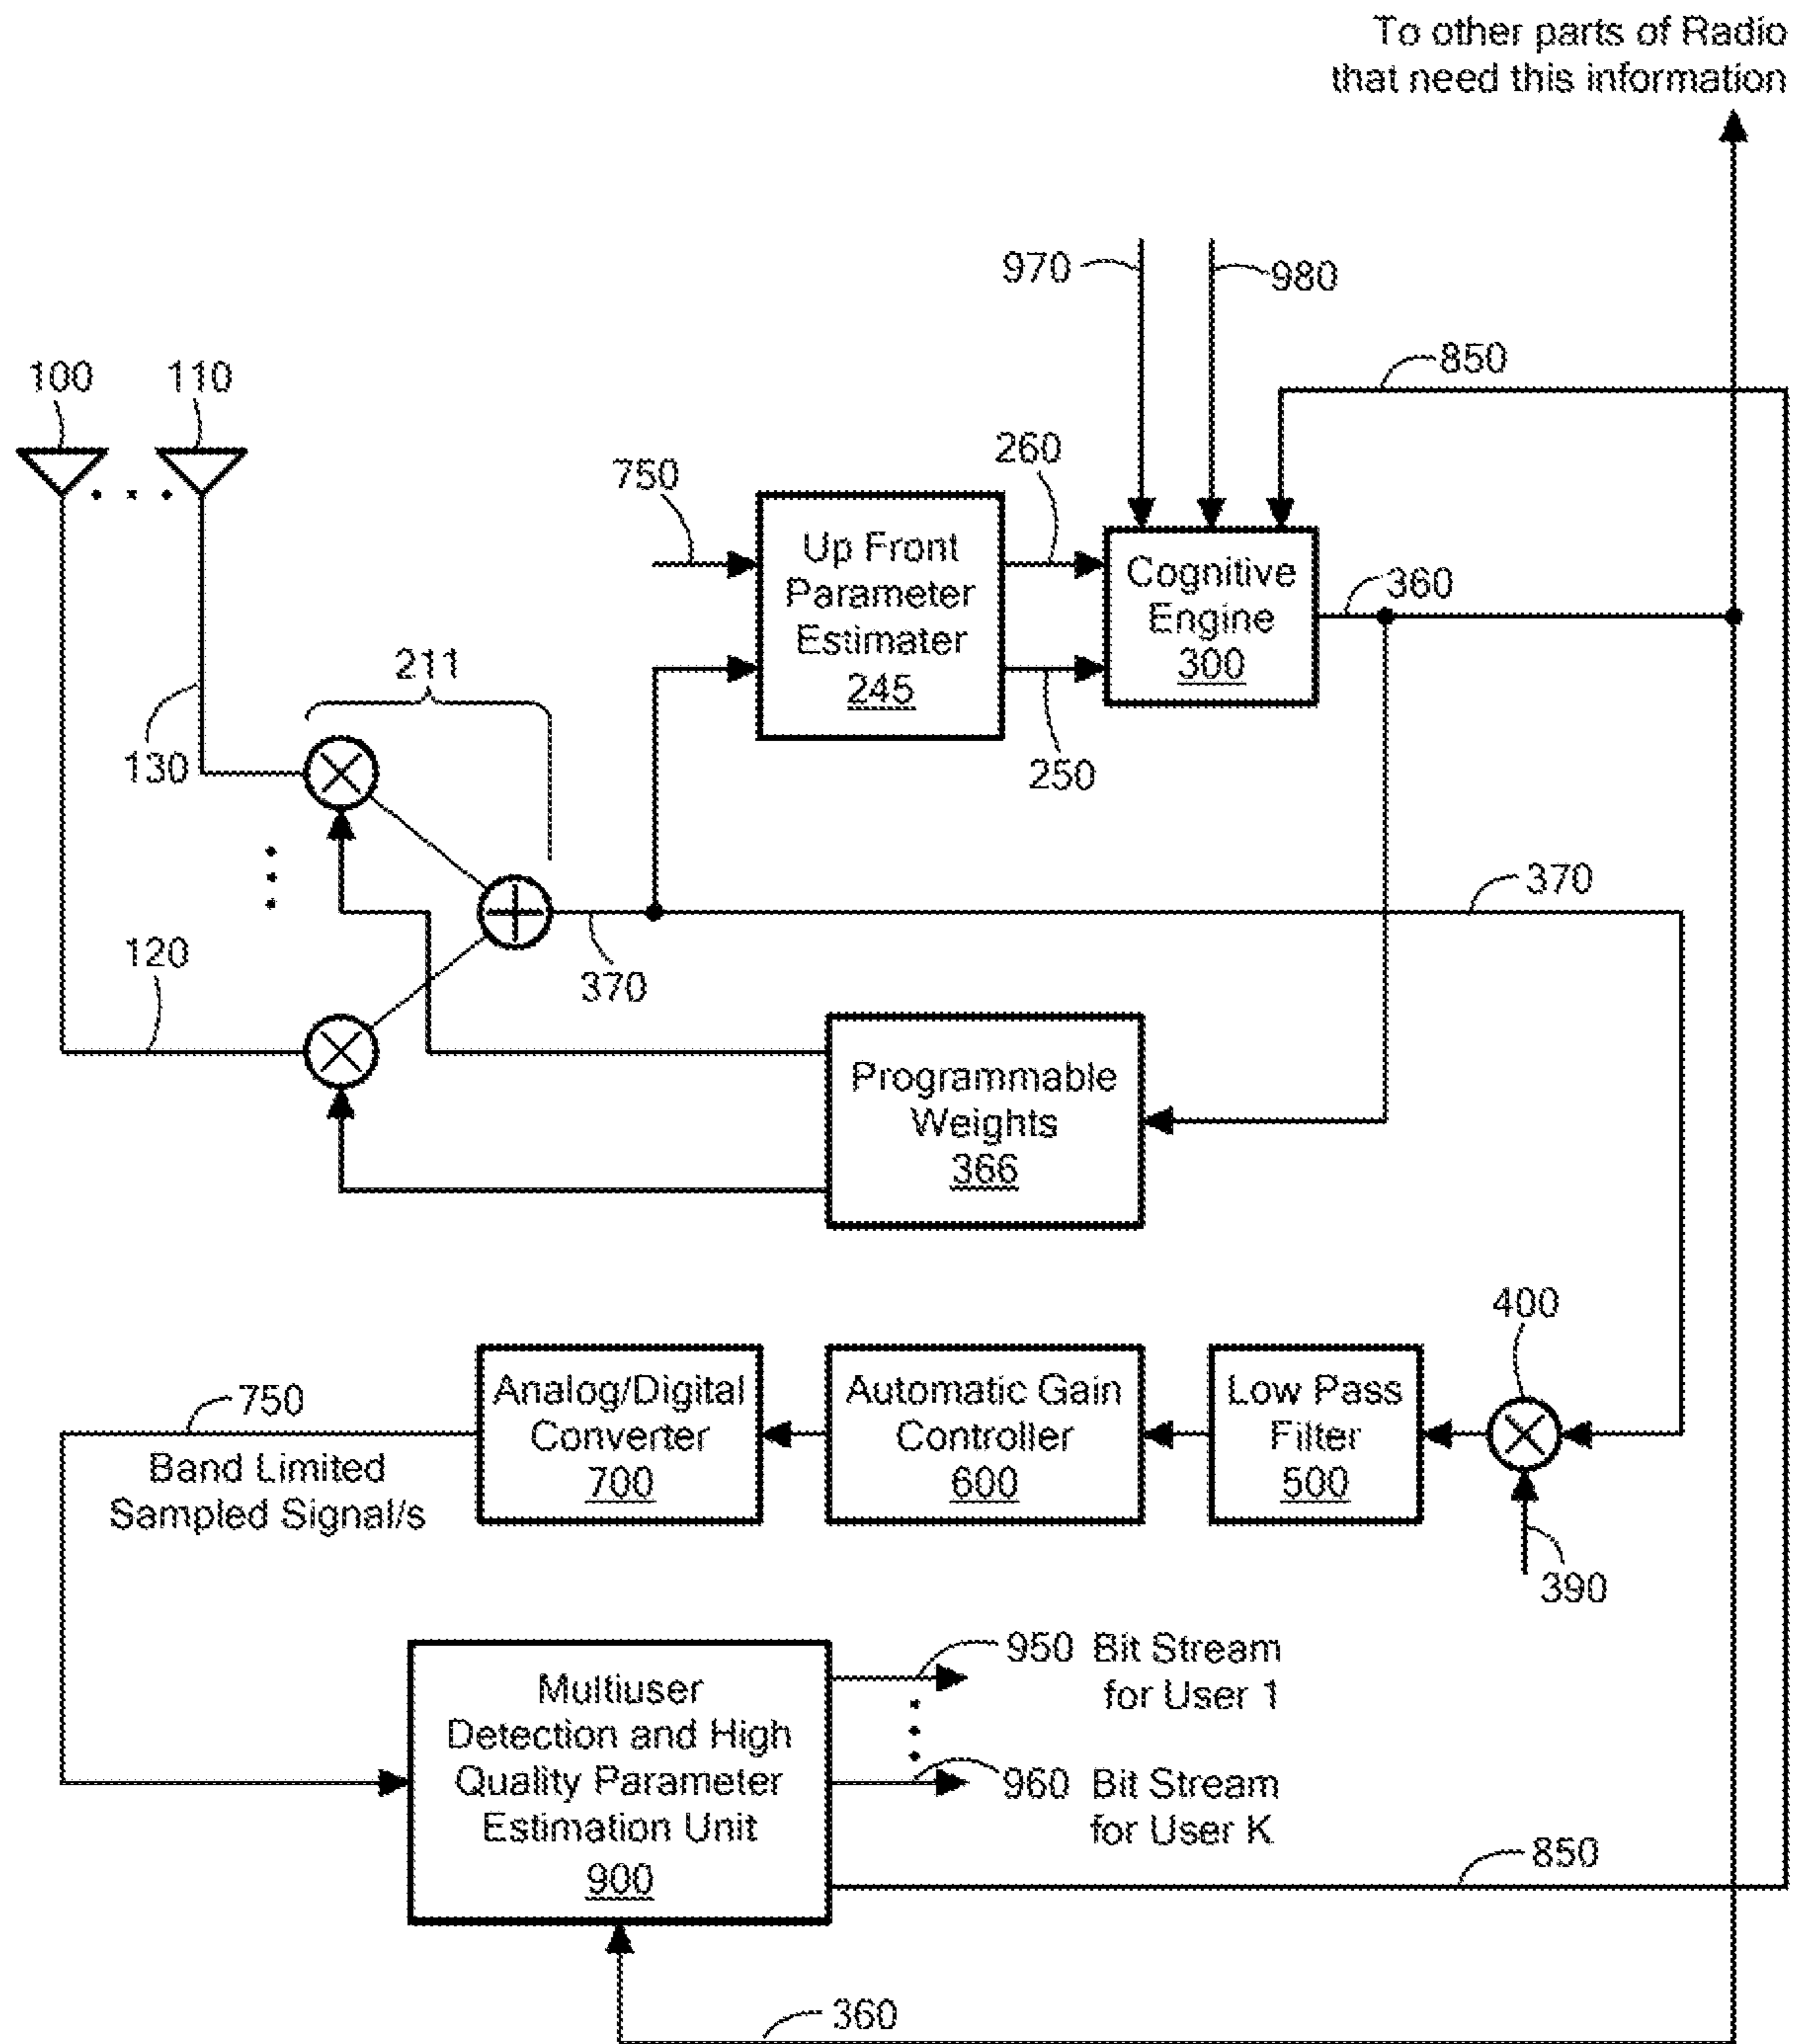 To other parts of Radio
that need this information
970
980
850
100
110
260
750
Up Front
Parameter
Estimater
245
Cognitive
Engine
300
360
211
130
250
370
120
370
Programmable
Weights
366
400
Analog/Digital
Converter
700
Automatic Gain
Controller
600
Low Pass
Filter
500
750
Band Limited
Sampled Signal/s
390
950 Bit Stream
for User 1
Multiuser
Detection and High
Quality Parameter
Estimation Unit
900
960 Bit Stream
for User K
850
360